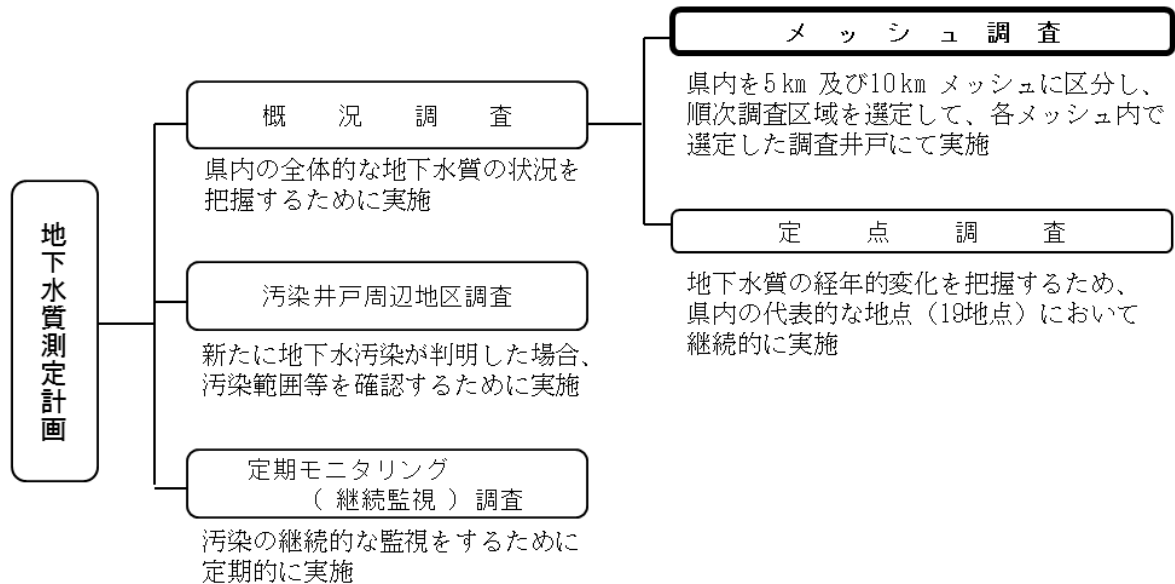 地下水質測定計画
概況調査
県内の全体的な地下水質の状況を
把握するために実施
メッシュ調査
県内を5km 及び10km メッシュに区分し、
順次調査区域を選定して、各メッシュ内で
選定した調査井戸にて実施
定点調査
地下水質の経年的変化を把握するため、
県内の代表的な地点（19地点）において
継続的に実施
汚染井戸周辺地区調査
新たに地下水汚染が判明した場合、
汚染範囲等を確認するために実施
定期モニタリング
（ 継続監視 ）調査
汚染の継続的な監視をするために
定期的に実施